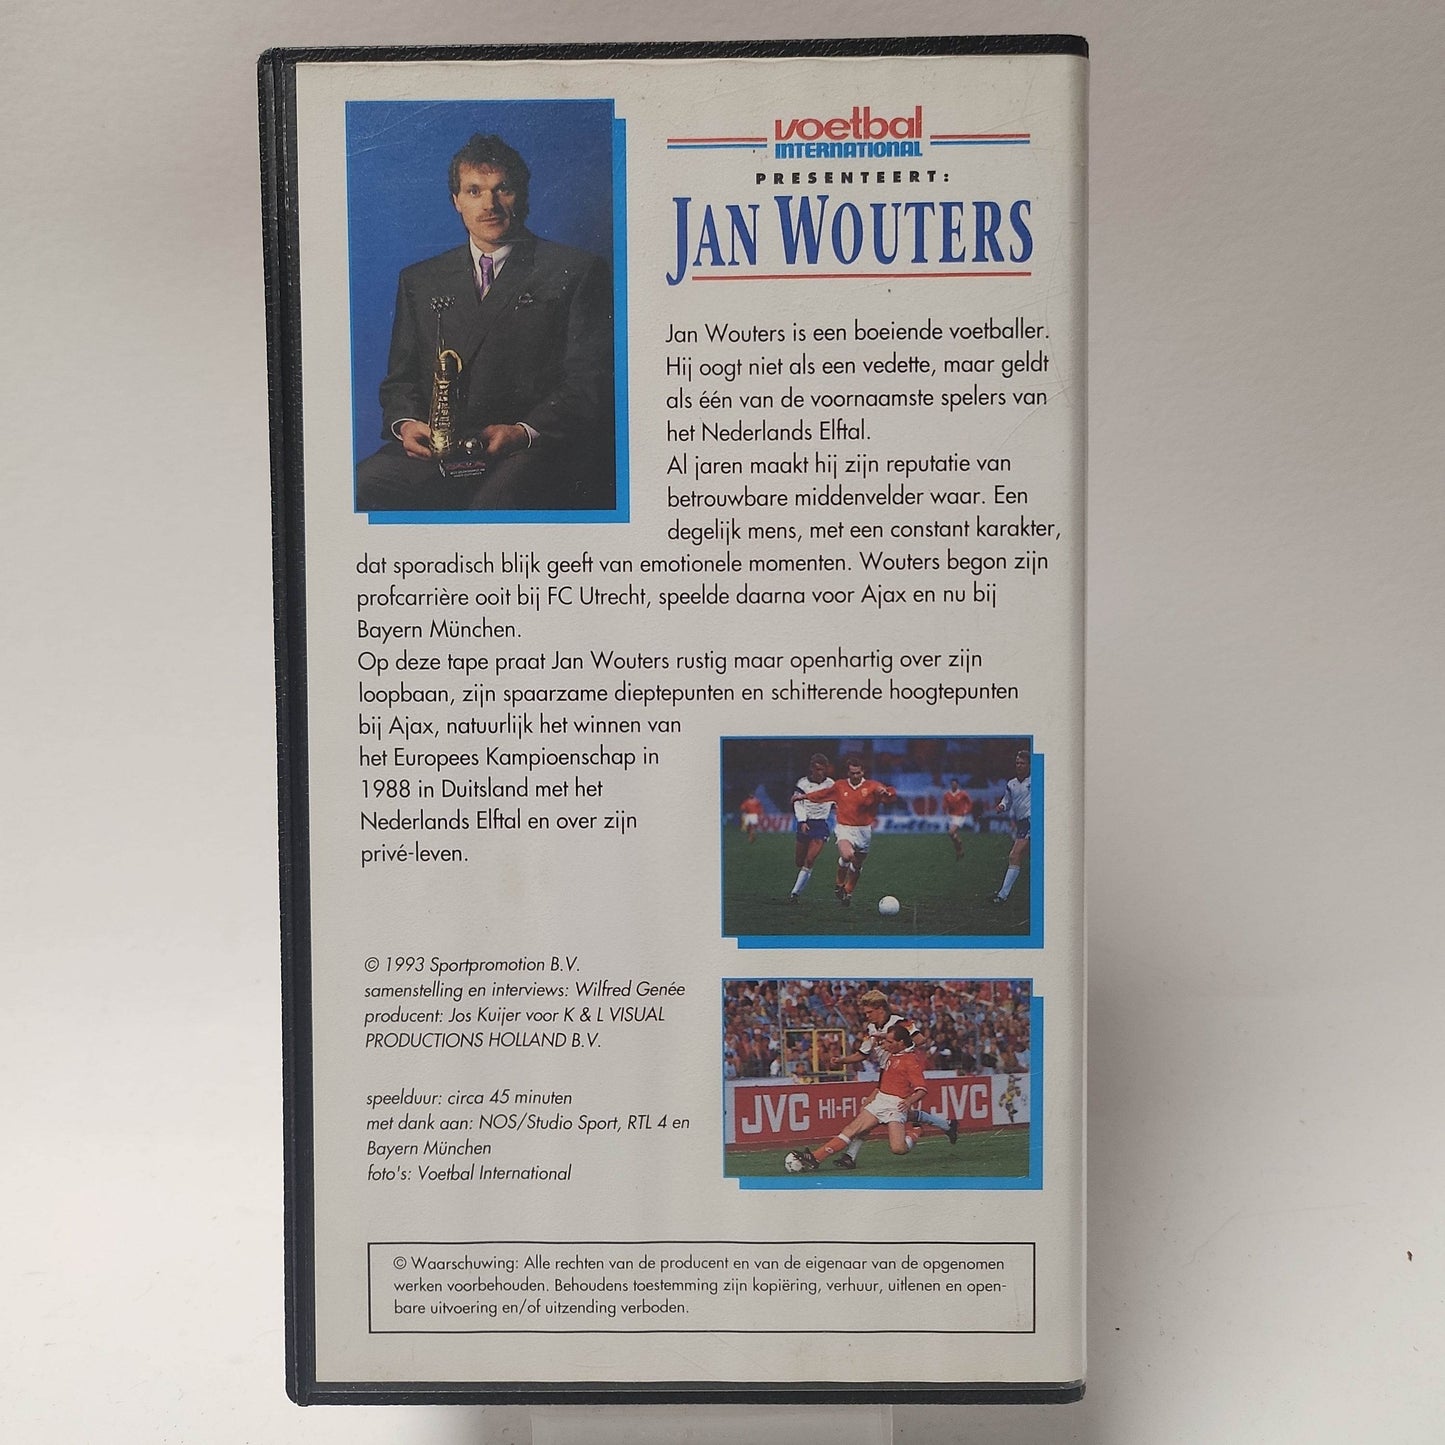 voetbal
INTERNATIONAL
PRESENTEERT:
JAN WOUTERS
Jan Wouters is een boeiende voetballer.
Hij oogt niet als een vedette, maar geldt
als één van de voornaamste spelers van
het Nederlands Elftal.
Al jaren maakt hij zijn reputatie van
betrouwbare middenvelder waar. Een
degelijk mens, met een constant karakter,
dat sporadisch blijk geeft van emotionele momenten. Wouters begon zijn
profcarrière ooit bij FC Utrecht, speelde daarna voor Ajax en nu bij
Bayern München.
Op deze tape praat Jan Wouters rustig maar openhartig over zijn
loopbaan, zijn spaarzame dieptepunten en schitterende hoogtepunten
bij Ajax, natuurlijk het winnen van
het Europees Kampioenschap in
1988 in Duitsland met het
Nederlands Elftal en over zijn
privé-leven.
© 1993 Sportpromotion B.V.
samenstelling en interviews: Wilfred Genée
producent: Jos Kuijer voor K & L VISUAL
PRODUCTIONS HOLLAND B.V.
speelduur: circa 45 minuten
met dank aan: NOS/Studio Sport, RTL 4 en
Bayern München
foto's: Voetbal International
JVC HI-FI JVC
© Waarschuwing: Alle rechten van de producent en van de eigenaar van de opgenomen
werken voorbehouden. Behoudens toestemming zijn kopiëring, verhuur, uitlenen en open-
bare uitvoering en/of uitzending verboden.